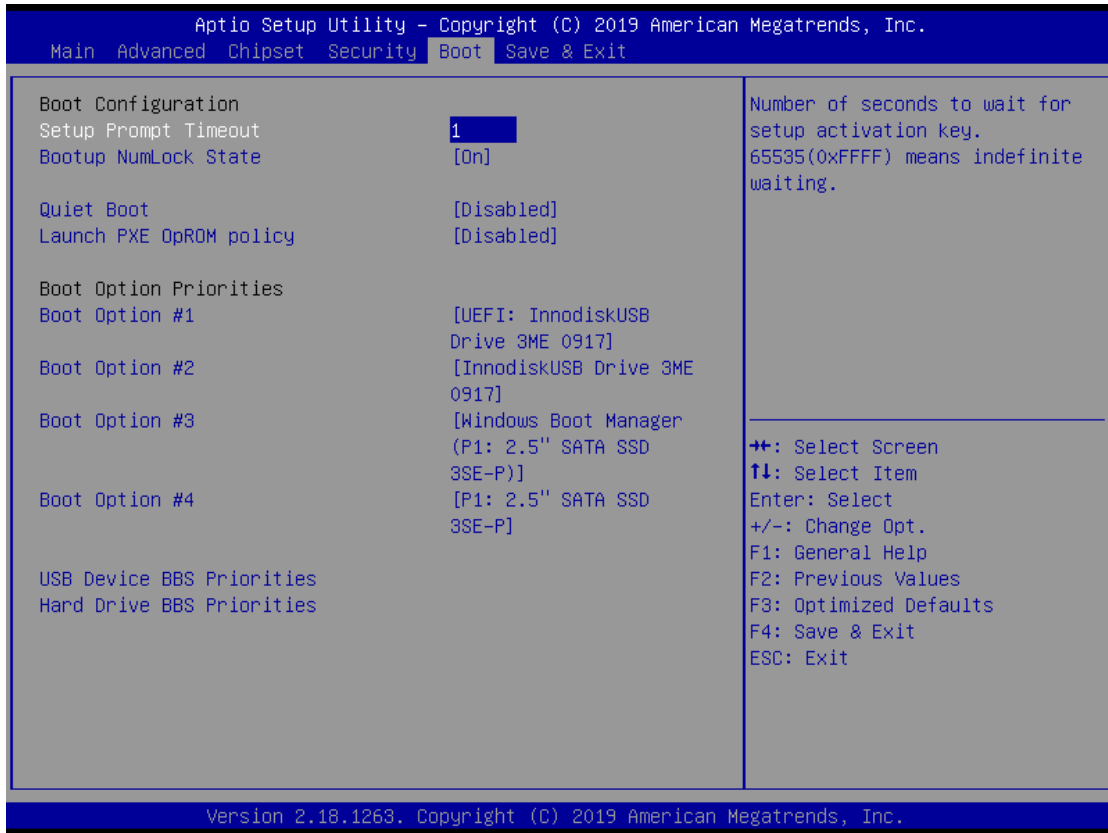 Aptio Setup Utility – Copyright (C) 2019 American Megatrends, Inc.
Main Advanced Chipset Security Boot Save & Exit
Boot Configuration
Setup Prompt Timeout 1
Bootup NumLock State [On]
Quiet Boot [Disabled]
Launch PXE OpROM policy [Disabled]
Boot Option Priorities
Boot Option #1 [UEFI: InnodiskUSB
Drive 3ME 0917]
Boot Option #2 [InnodiskUSB Drive 3ME
0917]
Boot Option #3 [Windows Boot Manager
(P1: 2.5" SATA SSD
3SE-P)]
Boot Option #4 [P1: 2.5" SATA SSD
3SE-P]
USB Device BBS Priorities
Hard Drive BBS Priorities
Number of seconds to wait for
setup activation key.
65535(0xFFFF) means indefinite
waiting.
→←: Select Screen
↑↓: Select Item
Enter: Select
+/-: Change Opt.
F1: General Help
F2: Previous Values
F3: Optimized Defaults
F4: Save & Exit
ESC: Exit
Version 2.18.1263. Copyright (C) 2019 American Megatrends, Inc.